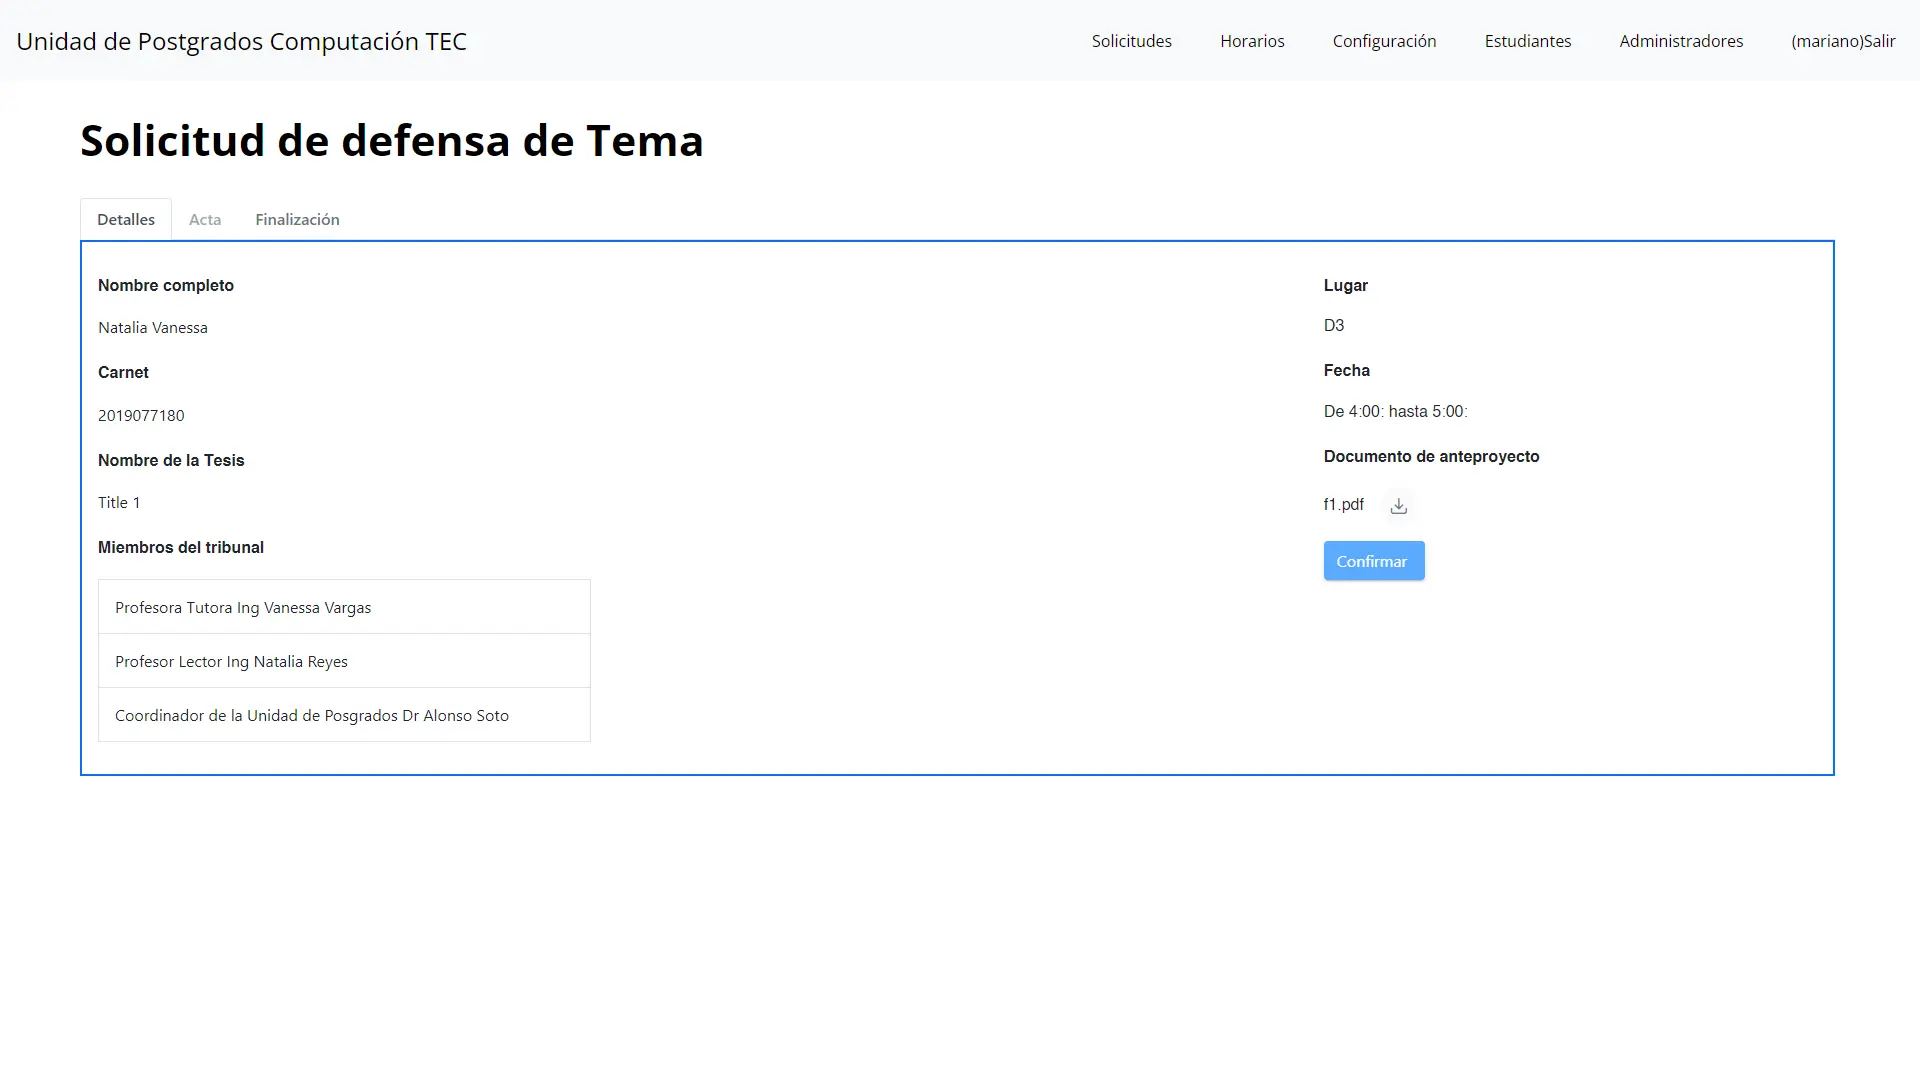 Unidad de Postgrados Computación TEC
Solicitudes
Horarios
Configuración
Estudiantes
Administradores
(mariano)Salir
Solicitud de defensa de Tema
Detalles
Acta
Finalización
Nombre completo
Natalia Vanessa
Carnet
2019077180
Nombre de la Tesis
Title 1
Miembros del tribunal
Profesora Tutora Ing Vanessa Vargas
Profesor Lector Ing Natalia Reyes
Coordinador de la Unidad de Posgrados Dr Alonso Soto
Lugar
D3
Fecha
De 4:00: hasta 5:00:
Documento de anteproyecto
f1.pdf
Confirmar